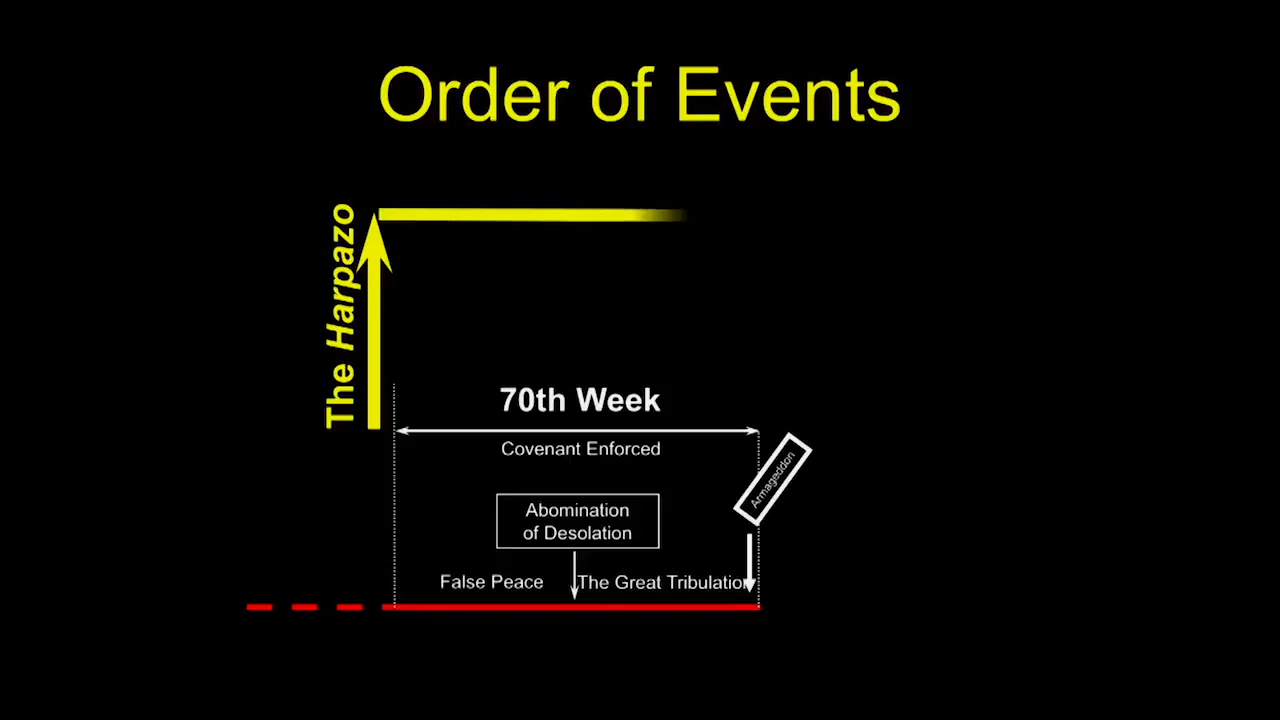 Order of Events
The Harpazo
70th Week
Covenant Enforced
Armageddon
Abomination
of Desolation
False Peace
The Great Tribulation